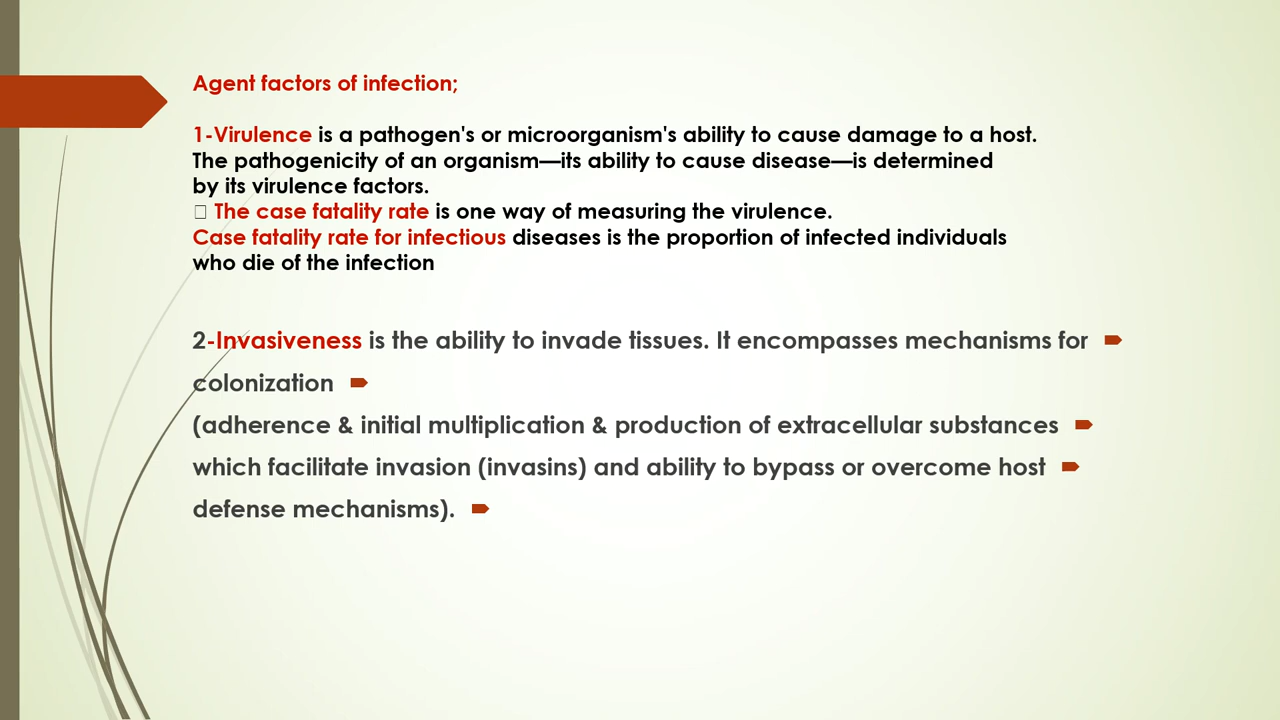 Agent factors of infection;
1-Virulence is a pathogen's or microorganism's ability to cause damage to a host.
The pathogenicity of an organism—its ability to cause disease—is determined
by its virulence factors.
□ The case fatality rate is one way of measuring the virulence.
Case fatality rate for infectious diseases is the proportion of infected individuals
who die of the infection
2-Invasiveness is the ability to invade tissues. It encompasses mechanisms for
colonization
(adherence & initial multiplication & production of extracellular substances
which facilitate invasion (invasins) and ability to bypass or overcome host
defense mechanisms).